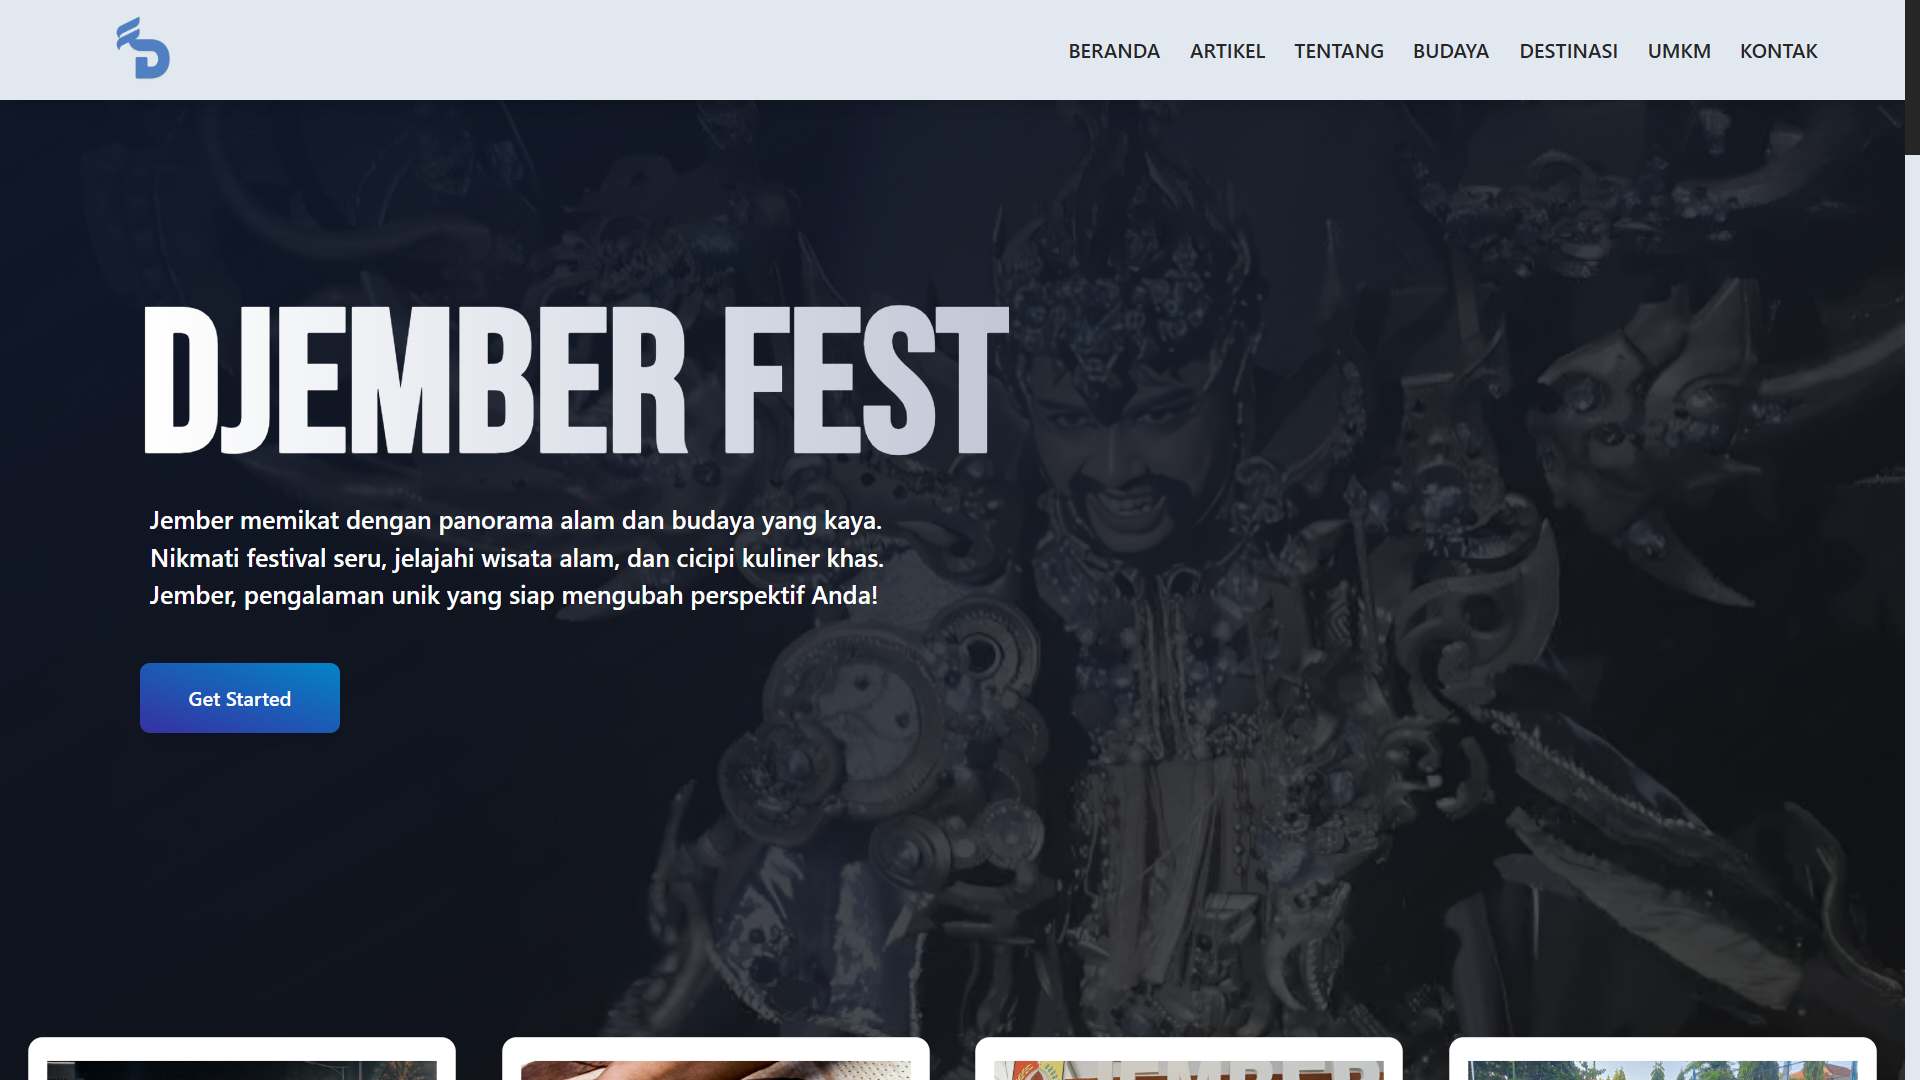 BERANDA ARTIKEL TENTANG BUDAYA DESTINASI UMKM KONTAK
DJEMBER FEST
Jember memikat dengan panorama alam dan budaya yang kaya.
Nikmati festival seru, jelajahi wisata alam, dan cicipi kuliner khas.
Jember, pengalaman unik yang siap mengubah perspektif Anda!
Get Started